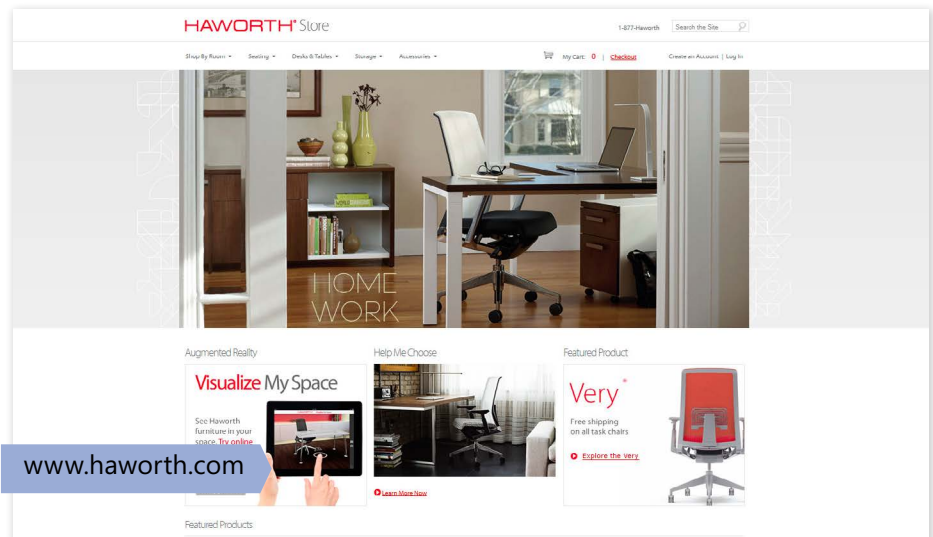 HAWORTH® Store
1-877-Haworth
Search the Site
Shop By Room
Seating
Desks & Tables
Storage
Accessories
My Cart: 0 | Checkout
Create an Account | Log In
HOME
WORK
Augmented Reality
Help Me Choose
Featured Product
Visualize My Space
See Haworth
furniture in your
space. Try online
Learn More Now
Very®
Free shipping
on all task chairs
Explore the Very
www.haworth.com
Featured Products